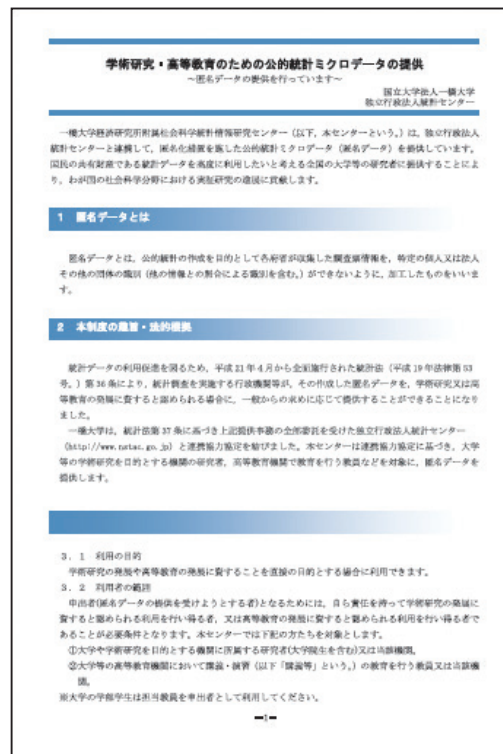 学術研究・高等教育のための公的統計ミクロデータの提供
~匿名データの提供を行っています~
国立大学法人一橋大学
独立行政法人統計センター
一橋大学経済研究所附属社会科学統計情報研究センター(以下,本センターという。)は,独立行政法人
統計センターと連携して,匿名化措置を施した公的統計ミクロデータ(匿名データ)を提供しています。
国民の共有財産である統計データを高度に利用したいと考える全国の大学等の研究者に提供することによ
り,わが国の社会科学分野における実証研究の進展に貢献します。
1 匿名データとは
匿名データとは,公的統計の作成を目的として各府省が収集した調査票情報を,特定の個人又は法人
その他の団体の識別(他の情報との照合による識別を含む。)ができないように,加工したものをいいま
す。
2 本制度の趣旨・法的根拠
統計データの利用促進を図るため,平成21年4月から全面施行された統計法(平成19年法律第53
号。)第36条により,統計調査を実施する行政機関等が,その作成した匿名データを,学術研究又は高
等教育の発展に資すると認められる場合に,一般からの求めに応じて提供することができることになり
ました。
一橋大学は,統計法第37条に基づき上記提供事務の全部委託を受けた独立行政法人統計センター
(http://www.nstac.go.jp)と連携協力協定を結びました。本センターは連携協力協定に基づき,大学
等の学術研究を目的とする機関の研究者,高等教育機関で教育を行う教員などを対象に,匿名データを
提供します。
3.1 利用の目的
学術研究の発展や高等教育の発展に資することを直接の目的とする場合に利用できます。
3.2 利用者の範囲
申出者(匿名データの提供を受けようとする者)となるためには,自ら責任を持って学術研究の発展に
資すると認められる利用を行い得る者,又は高等教育の発展に資すると認められる利用を行い得る者で
あることが必要条件となります。本センターでは下記の方たちを対象とします。
①大学や学術研究を目的とする機関に所属する研究者(大学院生を含む)又は当該機関。
②大学等の高等教育機関において講義・演習(以下「講義等」という。)の教育を行う教員又は当該機
関。
※大学の学部学生は担当教員を申出者として利用してください。
-1-